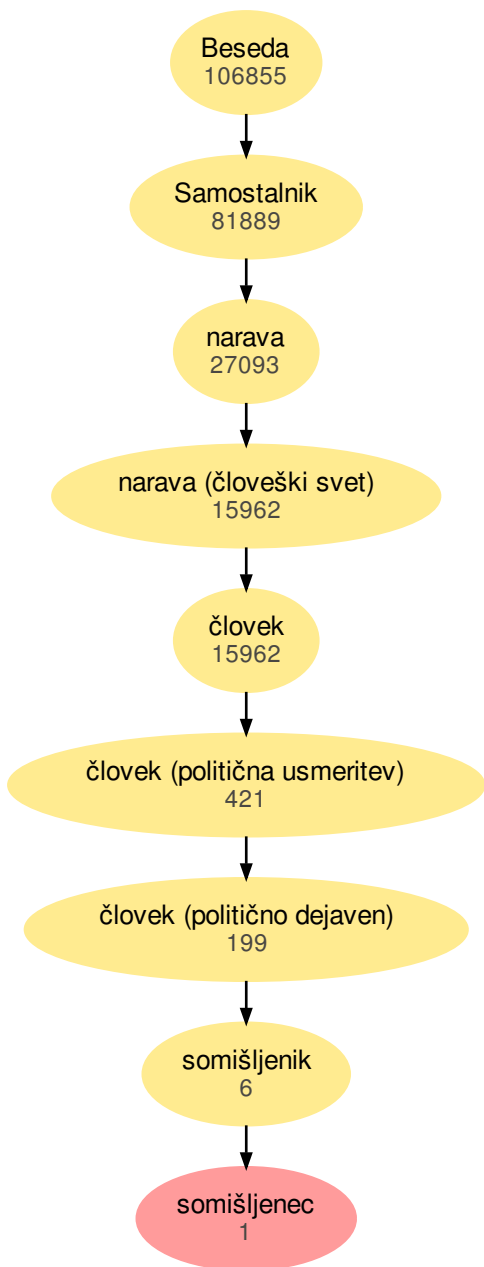 Beseda
106855
Samostalnik
81889
narava
27093
narava (človeški svet)
15962
človek
15962
človek (politična usmeritev)
421
človek (politično dejaven)
199
somišljenik
6
somišljenec
1